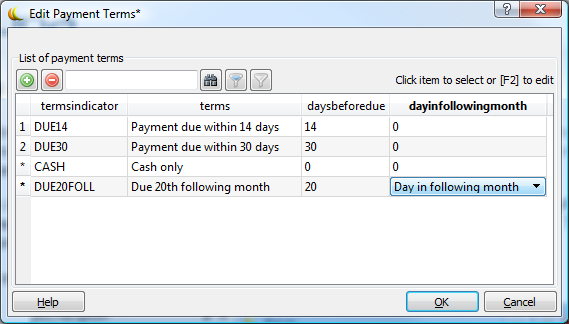 Edit Payment Terms*
List of payment terms
Click item to select or [F2] to edit
termsindicator terms daysbeforedue dayinfollowingmonth
1 DUE14 Payment due within 14 days 14 0
2 DUE30 Payment due within 30 days 30 0
* CASH Cash only 0 0
* DUE20FOLL Due 20th following month 20 Day in following month
Help OK Cancel